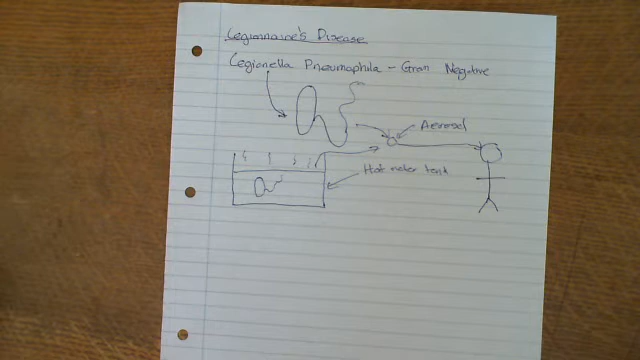 Legionnaire's Disease
Legionella Pneumophila - Gram Negative
Aerosol
Hot water tank